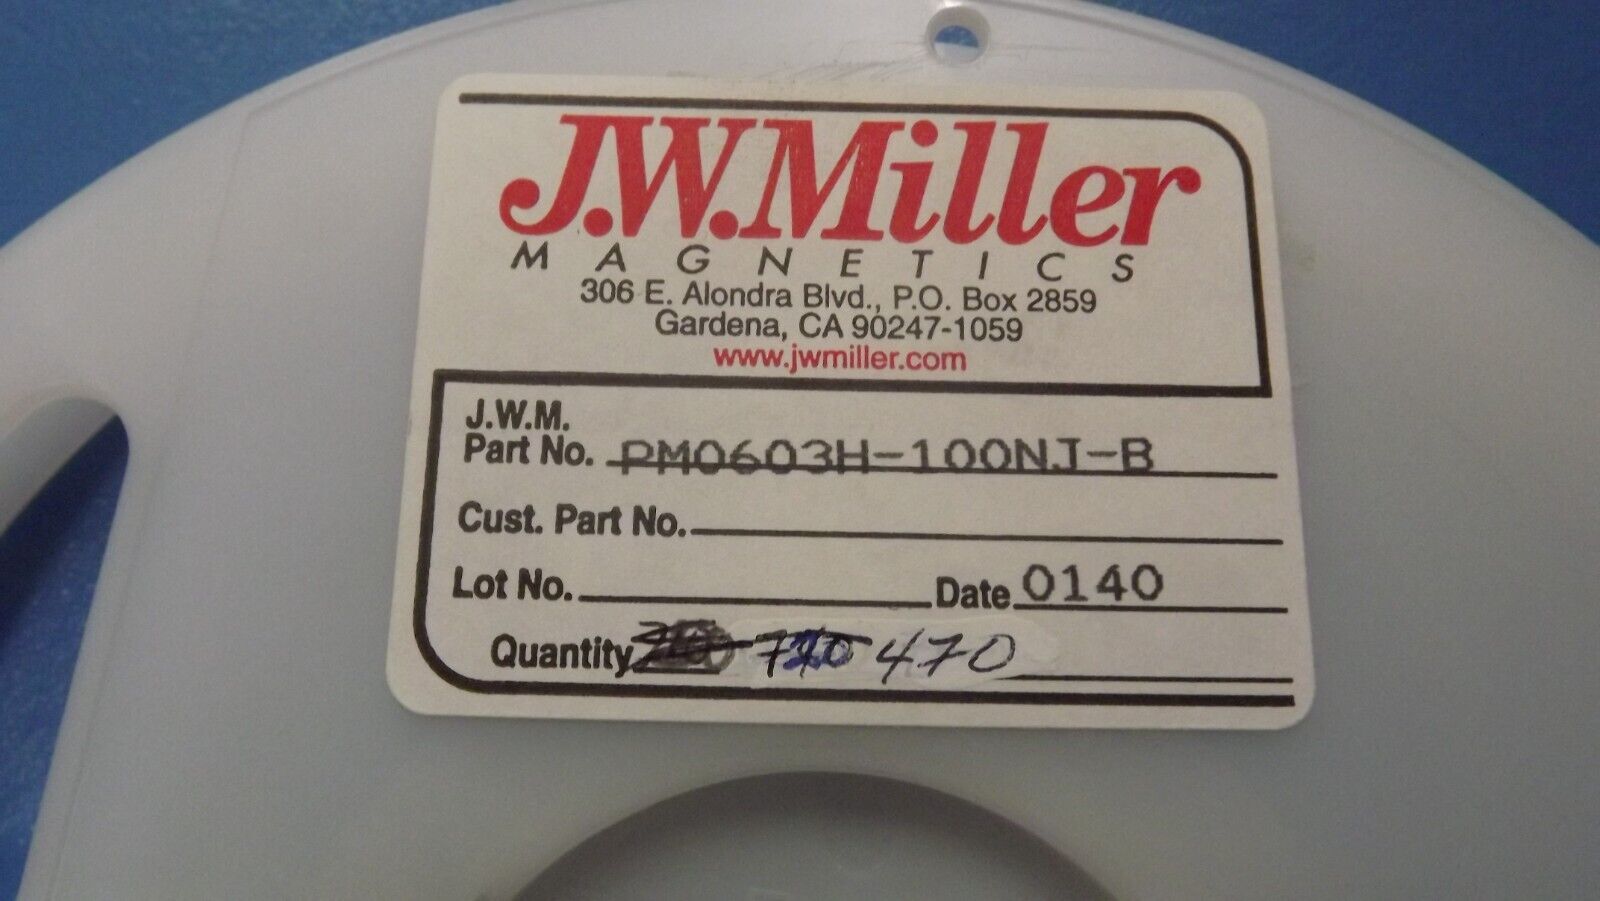 J.W.Miller
MAGNETICS
306 E. Alondra Blvd., P.O. Box 2859
Gardena, CA 90247-1059
www.jwmiller.com
J.W.M.
Part No. PM0603H-100NJ-B
Cust. Part No.
Lot No. Date 0140
Quantity 470